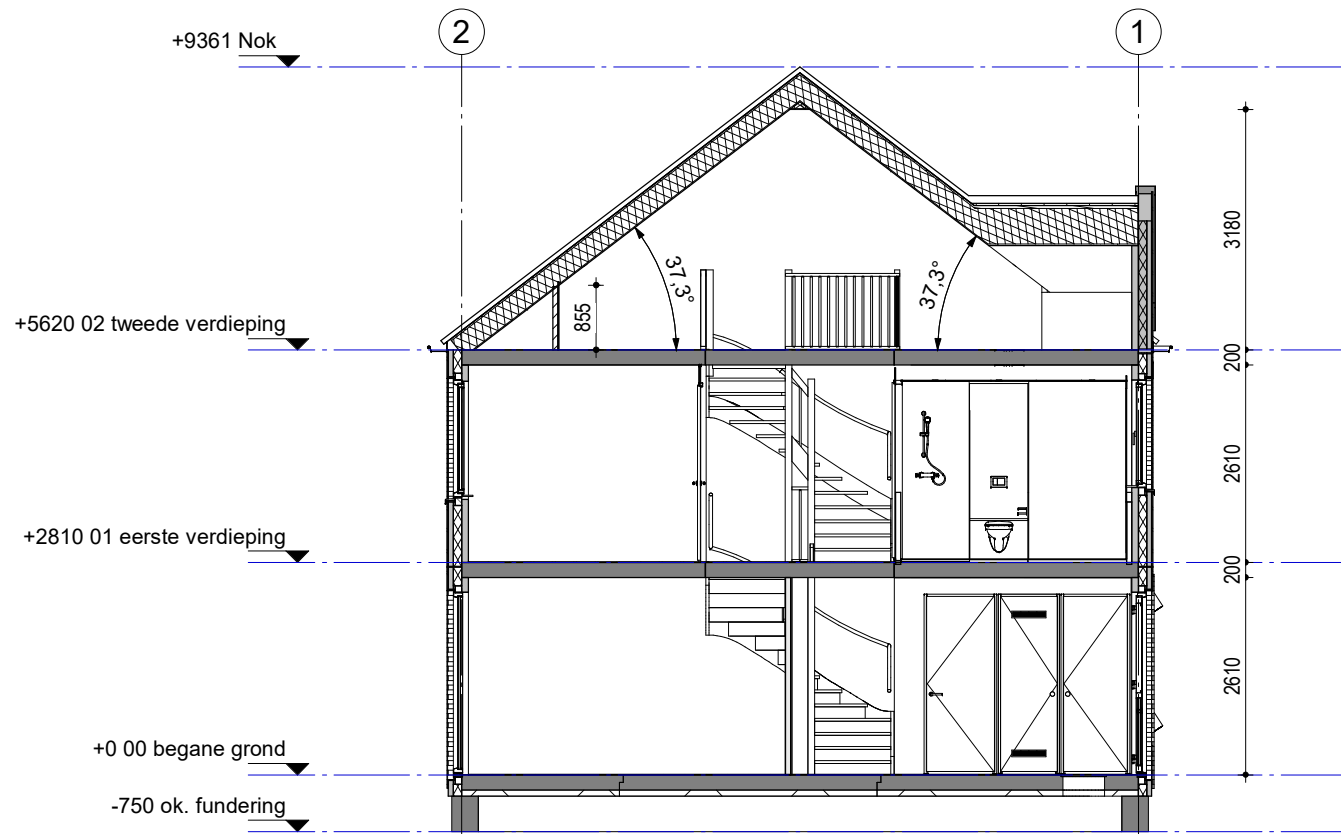 2
1
+9361 Nok
3180
37,3°
37,3°
855
+5620 02 tweede verdieping
200
2610
+2810 01 eerste verdieping
200
2610
+0 00 begane grond
-750 ok. fundering